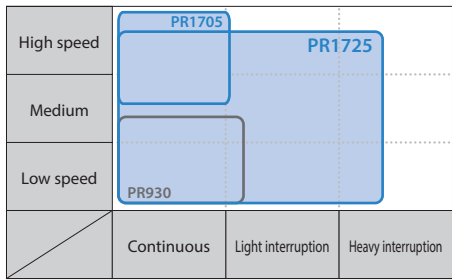 High speed
PR1705
PR1725
Medium
Low speed
PR930
Continuous
Light interruption
Heavy interruption